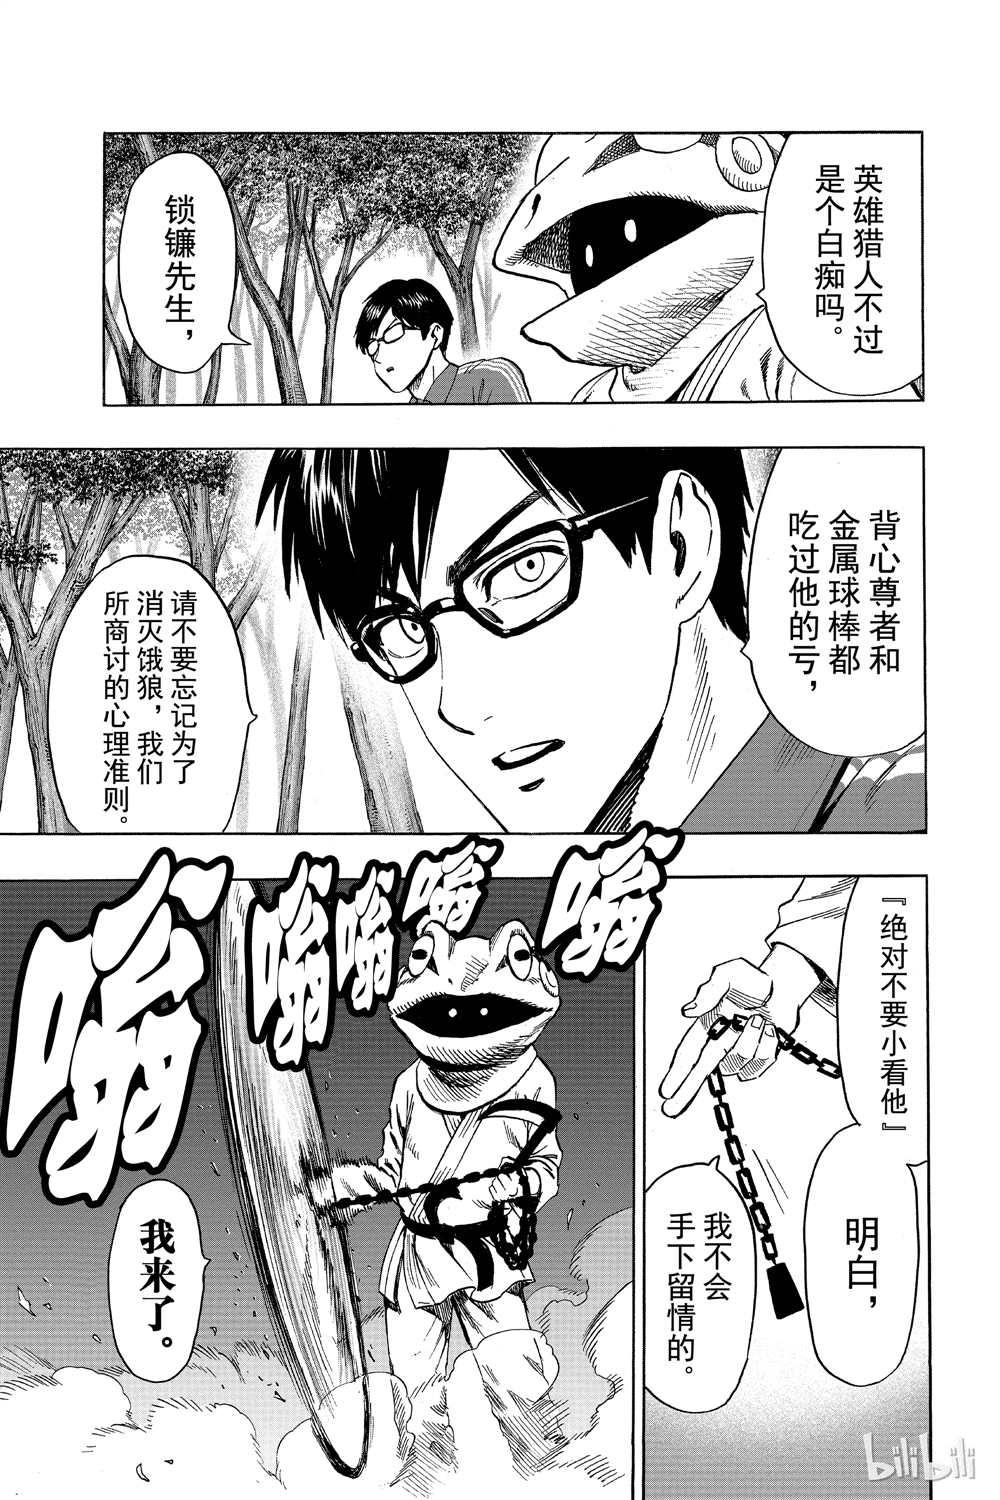 英雄猎人不过
是个白痴吗。
锁镰先生，
背心尊者和
金属球棒都
吃过他的亏，
请不要忘记为了
消灭饿狼，我们
所商讨的心理准则。
『绝对不要小看他』
明白，
我不会
手下留情的。
嗡
嗡
嗡
嗡
嗡
我来了。
bilibili